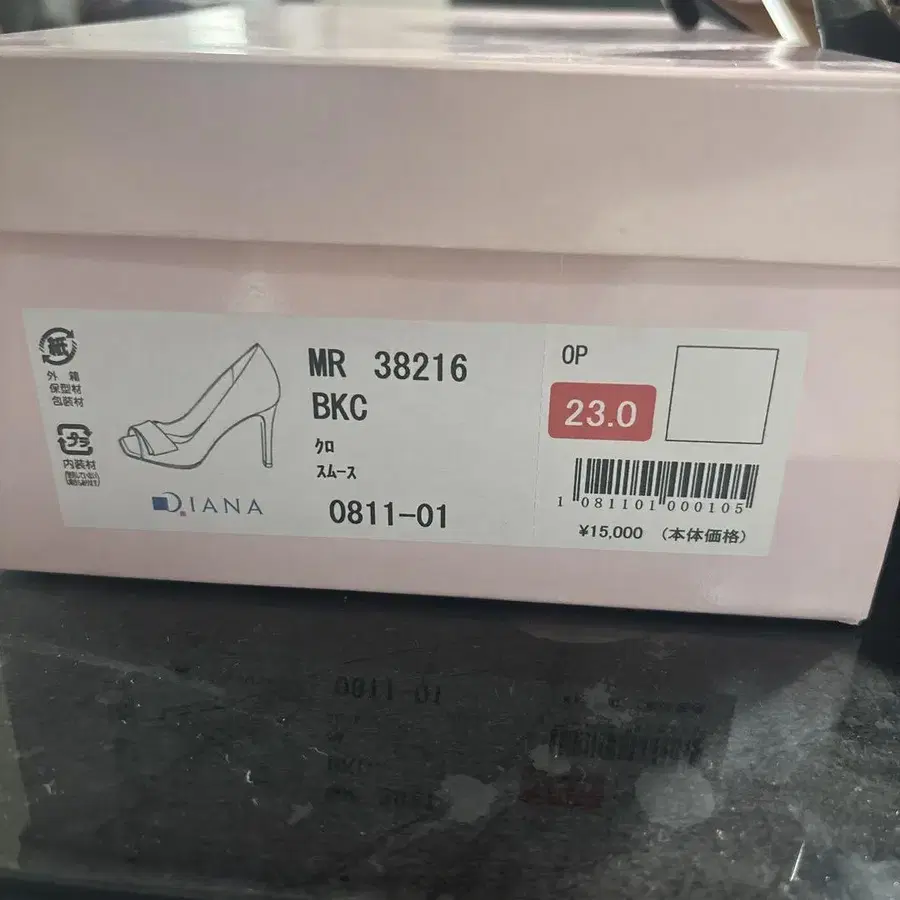 紙
外 箱
保型材
包装材
プラ
内装材
DIANA
MR 38216
BKC
クロ
スムース
0811-01
OP
23.0
1 081101 000105
¥15,000 (本体価格)